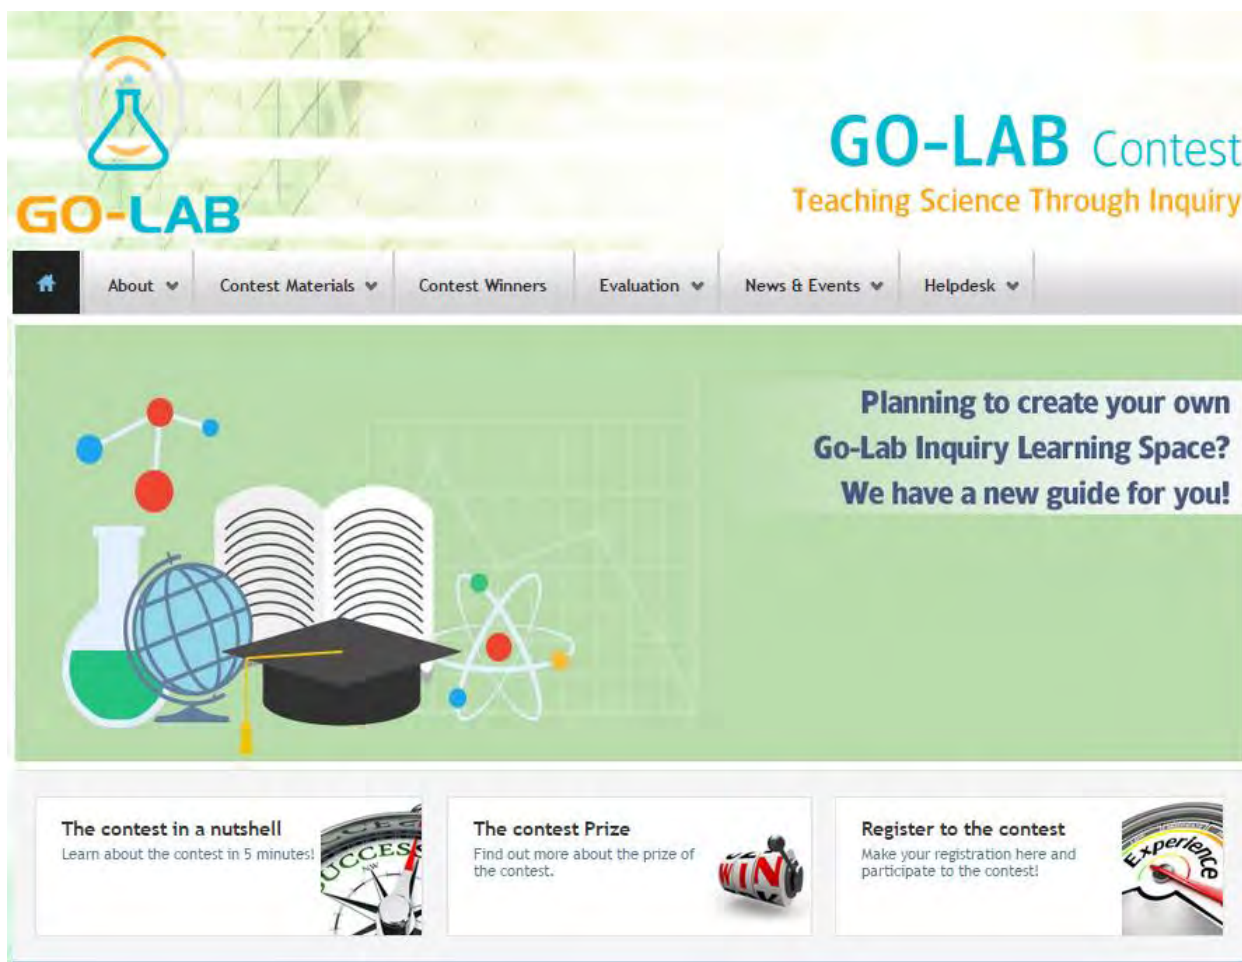 GO-LAB
GO-LAB Contest
Teaching Science Through Inquiry
About
Contest Materials
Contest Winners
Evaluation
News & Events
Helpdesk
Planning to create your own
Go-Lab Inquiry Learning Space?
We have a new guide for you!
The contest in a nutshell
Learn about the contest in 5 minutes!
SUCCESS
NW
The contest Prize
Find out more about the prize of
the contest.
WIN
Register to the contest
Make your registration here and
participate to the contest!
Experience